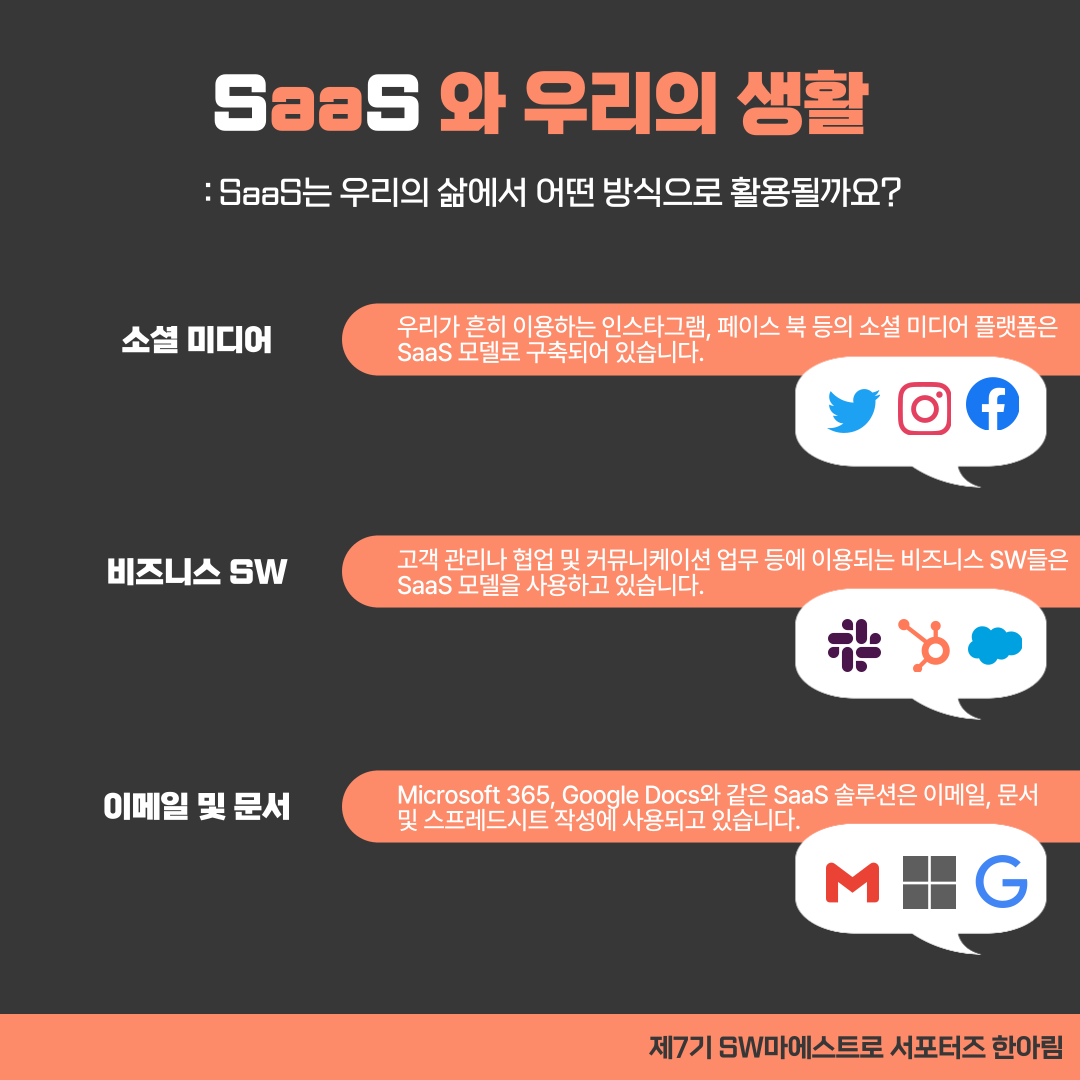 SaaS 와 우리의 생활
: SaaS는 우리의 삶에서 어떤 방식으로 활용될까요?
소셜 미디어
우리가 흔히 이용하는 인스타그램, 페이스 북 등의 소셜 미디어 플랫폼은
SaaS 모델로 구축되어 있습니다.
비즈니스 SW
고객 관리나 협업 및 커뮤니케이션 업무 등에 이용되는 비즈니스 SW들은
SaaS 모델을 사용하고 있습니다.
이메일 및 문서
Microsoft 365, Google Docs와 같은 SaaS 솔루션은 이메일, 문서
및 스프레드시트 작성에 사용되고 있습니다.
제7기 SW마에스트로 서포터즈 한아림